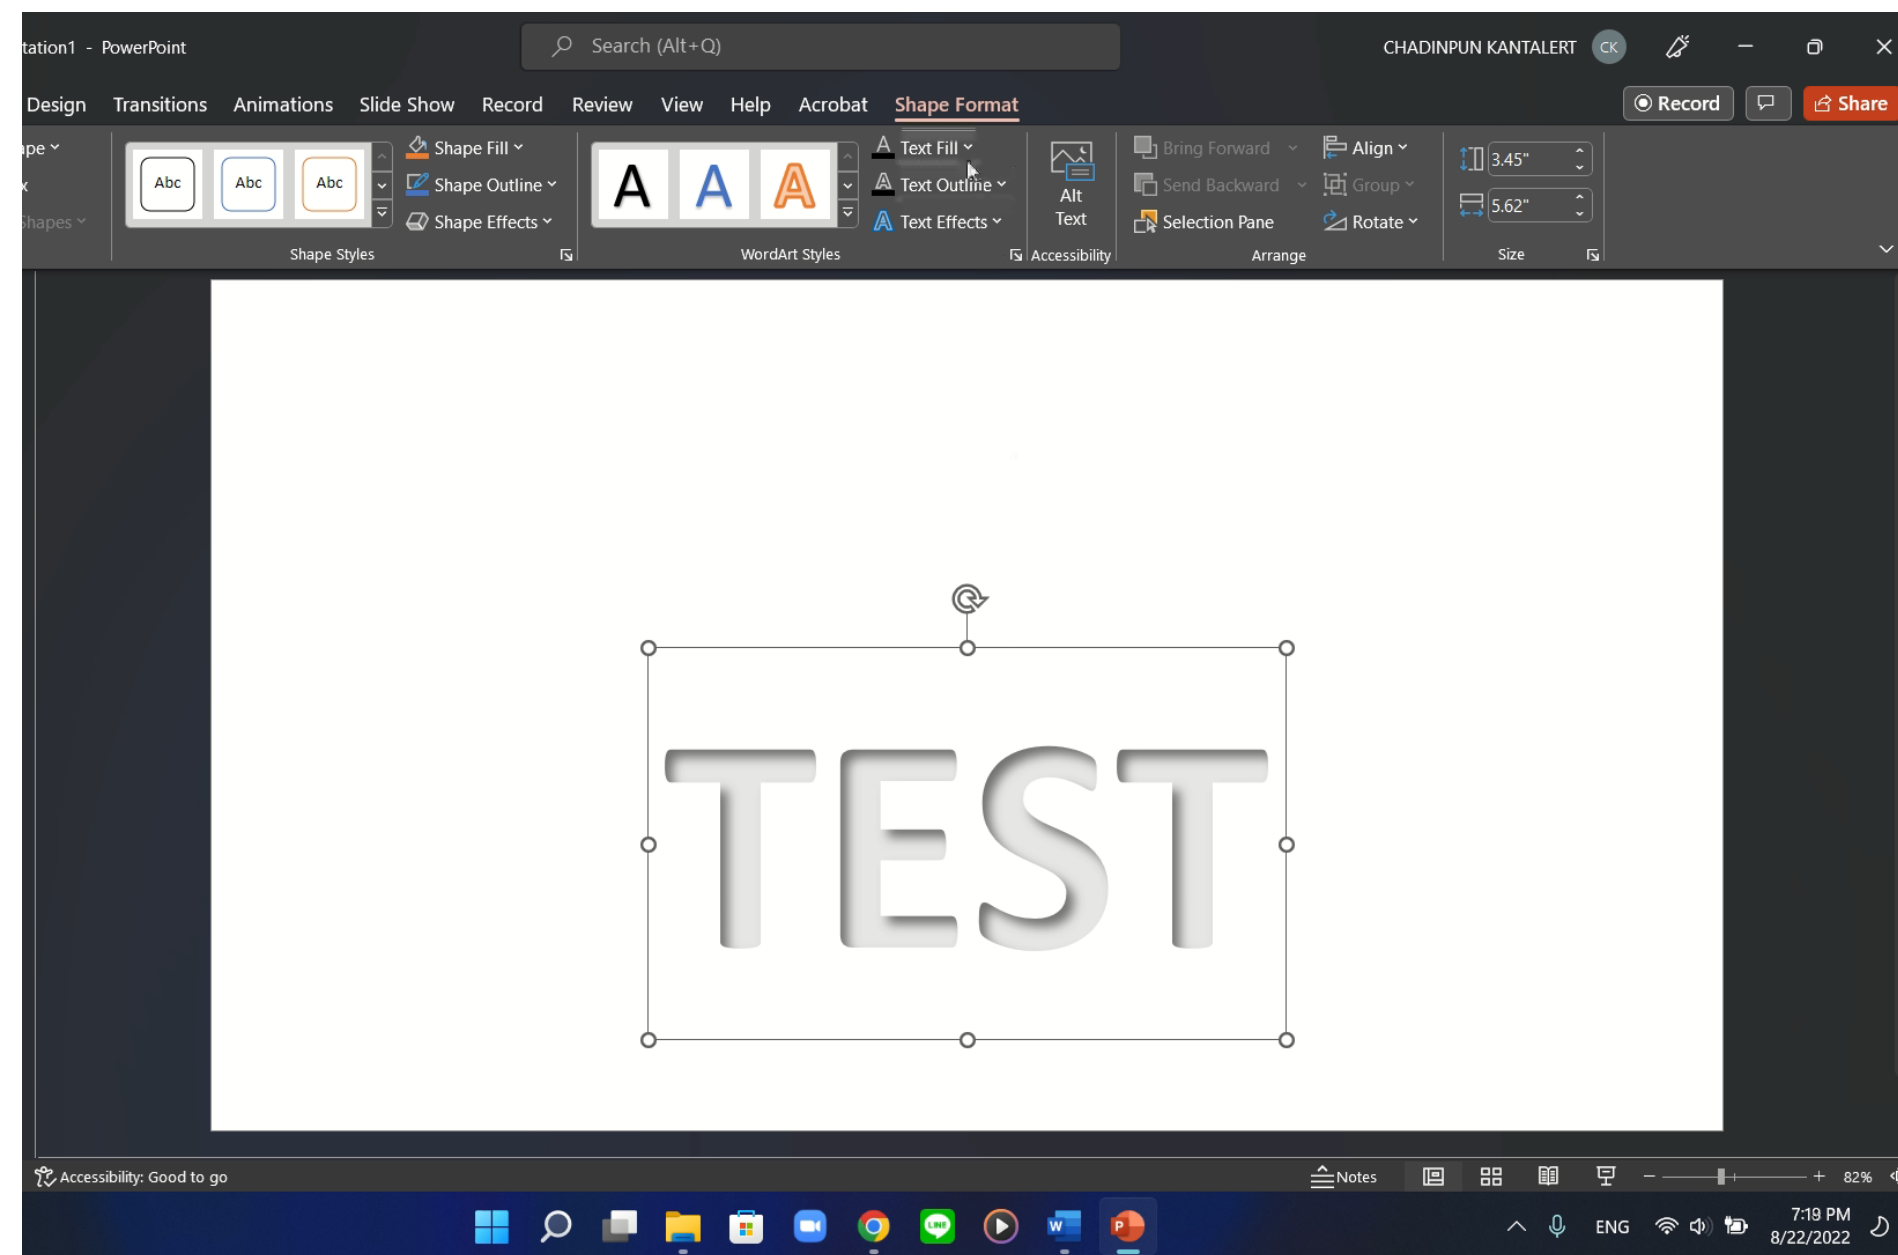 tation1 - PowerPoint
Search (Alt+Q)
CHADINPUN KANTALERT CK
Design Transitions Animations Slide Show Record Review View Help Acrobat Shape Format
Record Share
ape
x
Shapes
Abc Abc Abc
Shape Fill
Shape Outline
Shape Effects
Shape Styles
A A A
Text Fill
Text Outline
Text Effects
WordArt Styles
Alt
Text
Accessibility
Bring Forward
Send Backward
Selection Pane
Align
Group
Rotate
Arrange
3.45"
5.62"
Size
TEST
Accessibility: Good to go
Notes
82%
LINE
W
P
ENG
7:19 PM
8/22/2022